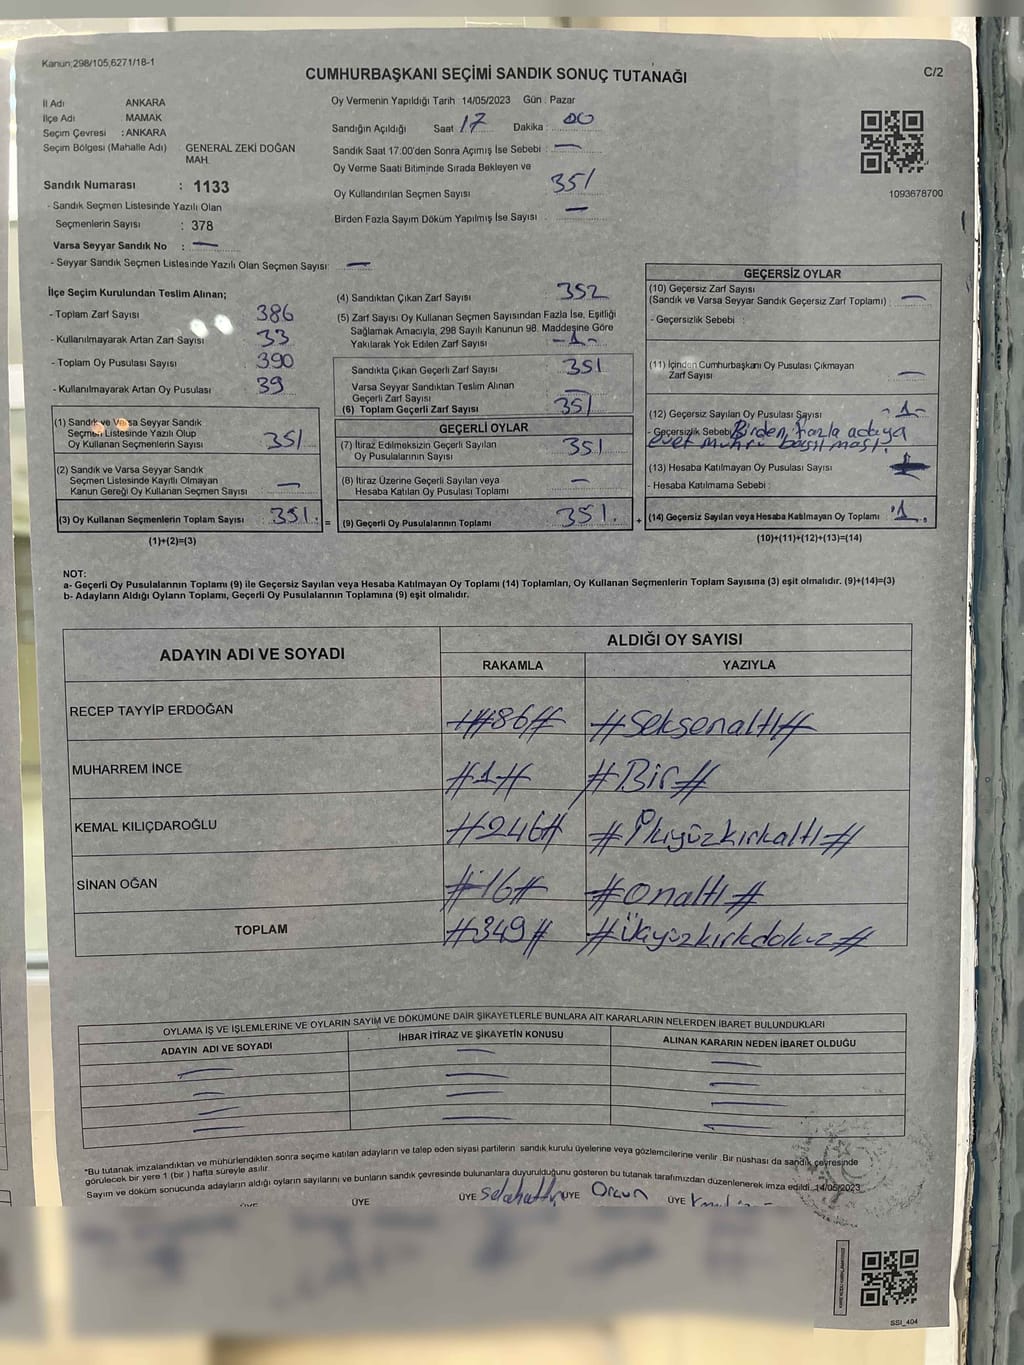 Kanun;298/105,6271/18-1
CUMHURBAŞKANI SEÇİMİ SANDIK SONUÇ TUTANAĞI
C/2
İl Adı ANKARA
İlçe Adı : MAMAK
Seçim Çevresi : ANKARA
Seçim Bölgesi (Mahalle Adı) : GENERAL ZEKİ DOĞAN
MAH.
Sandık Numarası : 1133
- Sandık Seçmen Listesinde Yazılı Olan
Seçmenlerin Sayısı : 378
Varsa Seyyar Sandık No : —
- Seyyar Sandık Seçmen Listesinde Yazılı Olan Seçmen Sayısı: —
Oy Vermenin Yapıldığı Tarih : 14/05/2023 Gün : Pazar
Sandığın Açıldığı Saat 17 Dakika : 00
Sandık Saat 17.00'den Sonra Açımış İse Sebebi : —
Oy Verme Saati Bitiminde Sırada Bekleyen ve
Oy Kullandırılan Seçmen Sayısı 351
Birden Fazla Sayım Döküm Yapılmış İse Sayısı : —
1093678700
İlçe Seçim Kurulundan Teslim Alınan;
- Toplam Zarf Sayısı 386
- Kullanılmayarak Artan Zarf Sayısı 33
- Toplam Oy Pusulası Sayısı 390
- Kullanılmayarak Artan Oy Pusulası 39
(1) Sandık ve Varsa Seyyar Sandık
Seçmen Listesinde Yazılı Olup
Oy Kullanan Seçmenlerin Sayısı 351
(2) Sandık ve Varsa Seyyar Sandık
Seçmen Listesinde Kayıtlı Olmayan
Kanun Gereği Oy Kullanan Seçmen Sayısı —
(3) Oy Kullanan Seçmenlerin Toplam Sayısı : 351.
(1)+(2)=(3)
(4) Sandıktan Çıkan Zarf Sayısı 352
(5) Zarf Sayısı Oy Kullanan Seçmen Sayısından Fazla İse, Eşitliği
Sağlamak Amacıyla, 298 Sayılı Kanunun 98. Maddesine Göre
Yakılarak Yok Edilen Zarf Sayısı -1-
Sandıkta Çıkan Geçerli Zarf Sayısı 351
Varsa Seyyar Sandıktan Teslim Alınan
Geçerli Zarf Sayısı —
(6) Toplam Geçerli Zarf Sayısı 351
GEÇERLİ OYLAR
(7) İtiraz Edilmeksizin Geçerli Sayılan
Oy Pusulalarının Sayısı 351
(8) İtiraz Üzerine Geçerli Sayılan veya
Hesaba Katılan Oy Pusulası Toplamı —
= (9) Geçerli Oy Pusulalarının Toplamı 351. +
GEÇERSİZ OYLAR
(10) Geçersiz Zarf Sayısı
(Sandık ve Varsa Seyyar Sandık Geçersiz Zarf Toplamı) : —
- Geçersizlik Sebebi :
(11) İçinden Cumhurbaşkanı Oy Pusulası Çıkmayan
Zarf Sayısı —
(12) Geçersiz Sayılan Oy Pusulası Sayısı -1-
- Geçersizlik Sebebi Birden fazla adaya
evet mührü basılması.
(13) Hesaba Katılmayan Oy Pusulası Sayısı
- Hesaba Katılmama Sebebi :
(14) Geçersiz Sayılan veya Hesaba Katılmayan Oy Toplamı : 1.
(10)+(11)+(12)+(13)=(14)
NOT:
a- Geçerli Oy Pusulalarının Toplamı (9) ile Geçersiz Sayılan veya Hesaba Katılmayan Oy Toplamı (14) Toplamları, Oy Kullanan Seçmenlerin Toplam Sayısına (3) eşit olmalıdır. (9)+(14)=(3)
b- Adayların Aldığı Oyların Toplamı, Geçerli Oy Pusulalarının Toplamına (9) eşit olmalıdır.
ADAYIN ADI VE SOYADI ALDIĞI OY SAYISI
RAKAMLA YAZIYLA
RECEP TAYYİP ERDOĞAN ##86# #Seksenaltı#
MUHARREM İNCE #1# #Bir#
KEMAL KILIÇDAROĞLU #246# #İkiyüzkırkaltı#
SİNAN OĞAN #16# #Onaltı#
TOPLAM #349# #Üçyüzkırkdokuz#
OYLAMA İŞ VE İŞLEMLERİNE VE OYLARIN SAYIM VE DÖKÜMÜNE DAİR ŞİKAYETLERLE BUNLARA AİT KARARLARIN NELERDEN İBARET BULUNDUKLARI
ADAYIN ADI VE SOYADI İHBAR İTİRAZ VE ŞİKAYETİN KONUSU ALINAN KARARIN NEDEN İBARET OLDUĞU
*Bu tutanak imzalandıktan ve mühürlendikten sonra seçime katılan adayların ve talep eden siyasi partilerin sandık kurulu üyelerine veya gözlemcilerine verilir. Bir nüshası da sandık çevresinde
görülecek bir yere 1 (bir) hafta süreyle asılır.
Sayım ve döküm sonucunda adayların aldığı oyların sayılarını ve bunların sandık çevresinde bulunanlara duyurulduğunu gösteren bu tutanak tarafımızdan düzenlenerek imza edildi. 14/05/2023
ÜYE ÜYE ÜYE ÜYE Orçun ÜYE
SSI_404